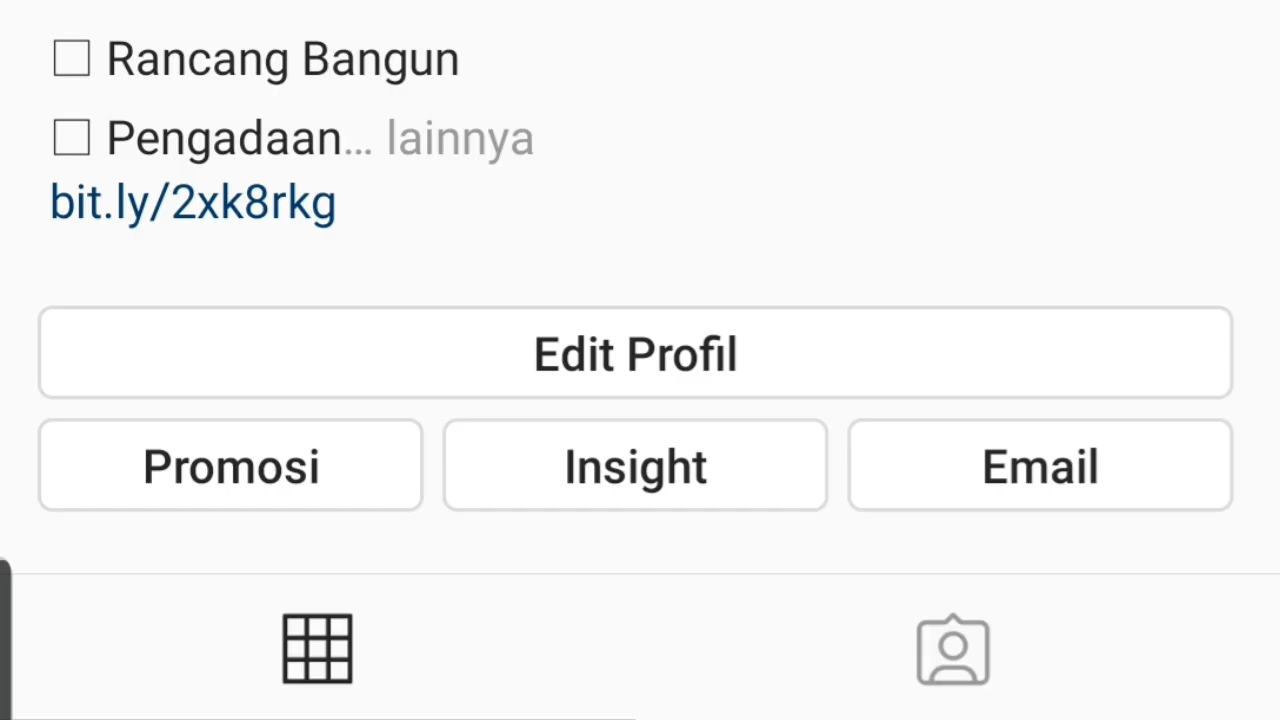 ☐ Rancang Bangun
☐ Pengadaan... lainnya
bit.ly/2xk8rkg
Edit Profil
Promosi
Insight
Email